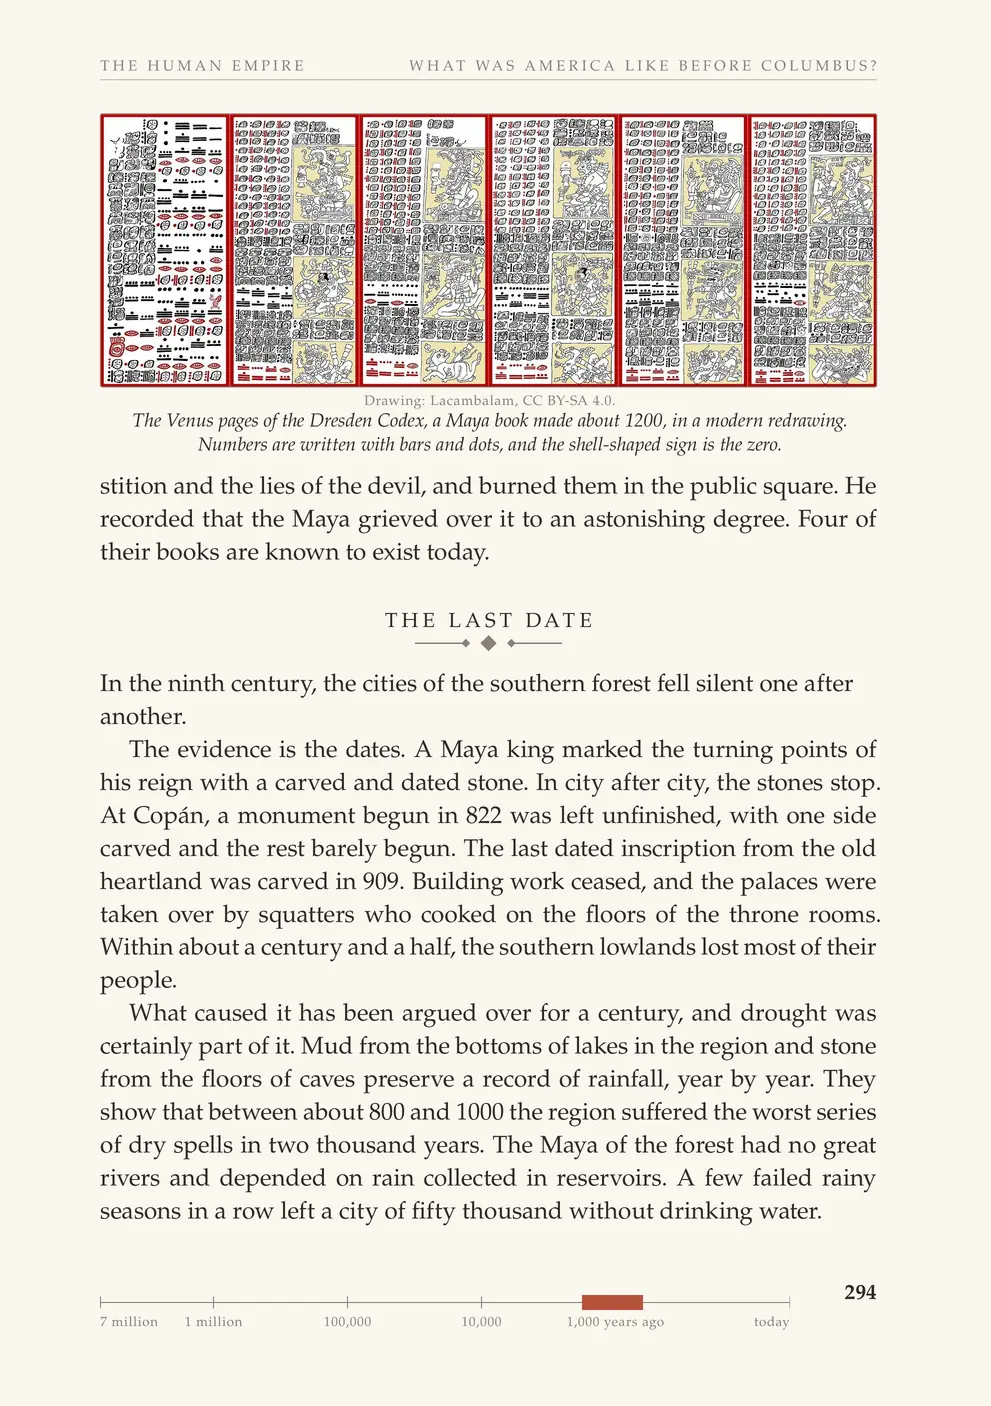 THE HUMAN EMPIRE
WHAT WAS AMERICA LIKE BEFORE COLUMBUS?
Drawing: Lacambalam, CC BY-SA 4.0.
The Venus pages of the Dresden Codex, a Maya book made about 1200, in a modern redrawing.
Numbers are written with bars and dots, and the shell-shaped sign is the zero.
stition and the lies of the devil, and burned them in the public square. He
recorded that the Maya grieved over it to an astonishing degree. Four of
their books are known to exist today.
THE LAST DATE
In the ninth century, the cities of the southern forest fell silent one after
another.
The evidence is the dates. A Maya king marked the turning points of
his reign with a carved and dated stone. In city after city, the stones stop.
At Copán, a monument begun in 822 was left unfinished, with one side
carved and the rest barely begun. The last dated inscription from the old
heartland was carved in 909. Building work ceased, and the palaces were
taken over by squatters who cooked on the floors of the throne rooms.
Within about a century and a half, the southern lowlands lost most of their
people.
What caused it has been argued over for a century, and drought was
certainly part of it. Mud from the bottoms of lakes in the region and stone
from the floors of caves preserve a record of rainfall, year by year. They
show that between about 800 and 1000 the region suffered the worst series
of dry spells in two thousand years. The Maya of the forest had no great
rivers and depended on rain collected in reservoirs. A few failed rainy
seasons in a row left a city of fifty thousand without drinking water.
294
7 million
1 million
100,000
10,000
1,000 years ago
today